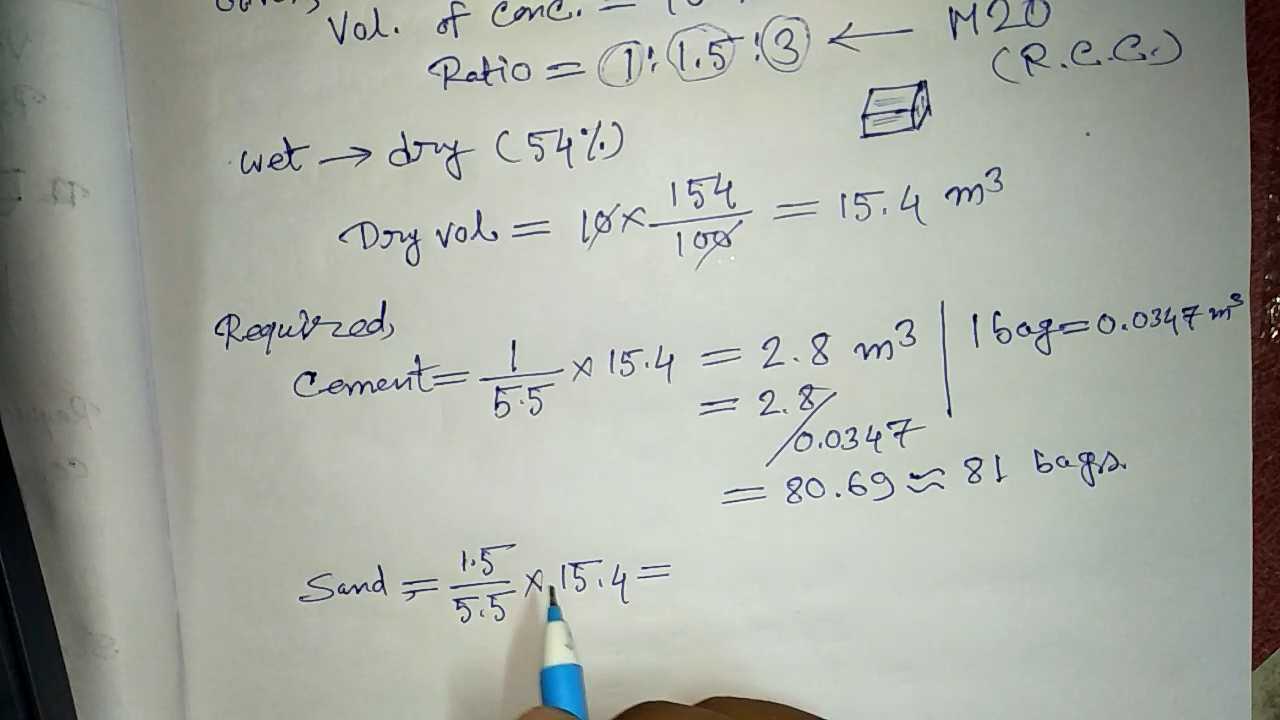 Vol. of Conc. = 10
Ratio = 1 : 1.5 : 3 ← M20
(R.C.C.)
wet → dry (54%)
Dry vol. = 10 × 154/100 = 15.4 m³
Required,
Cement = 1/5.5 × 15.4 = 2.8 m³ | 1 bag = 0.0347 m³
= 2.8/0.0347
= 80.69 ≈ 81 bags.
Sand = 1.5/5.5 × 15.4 =